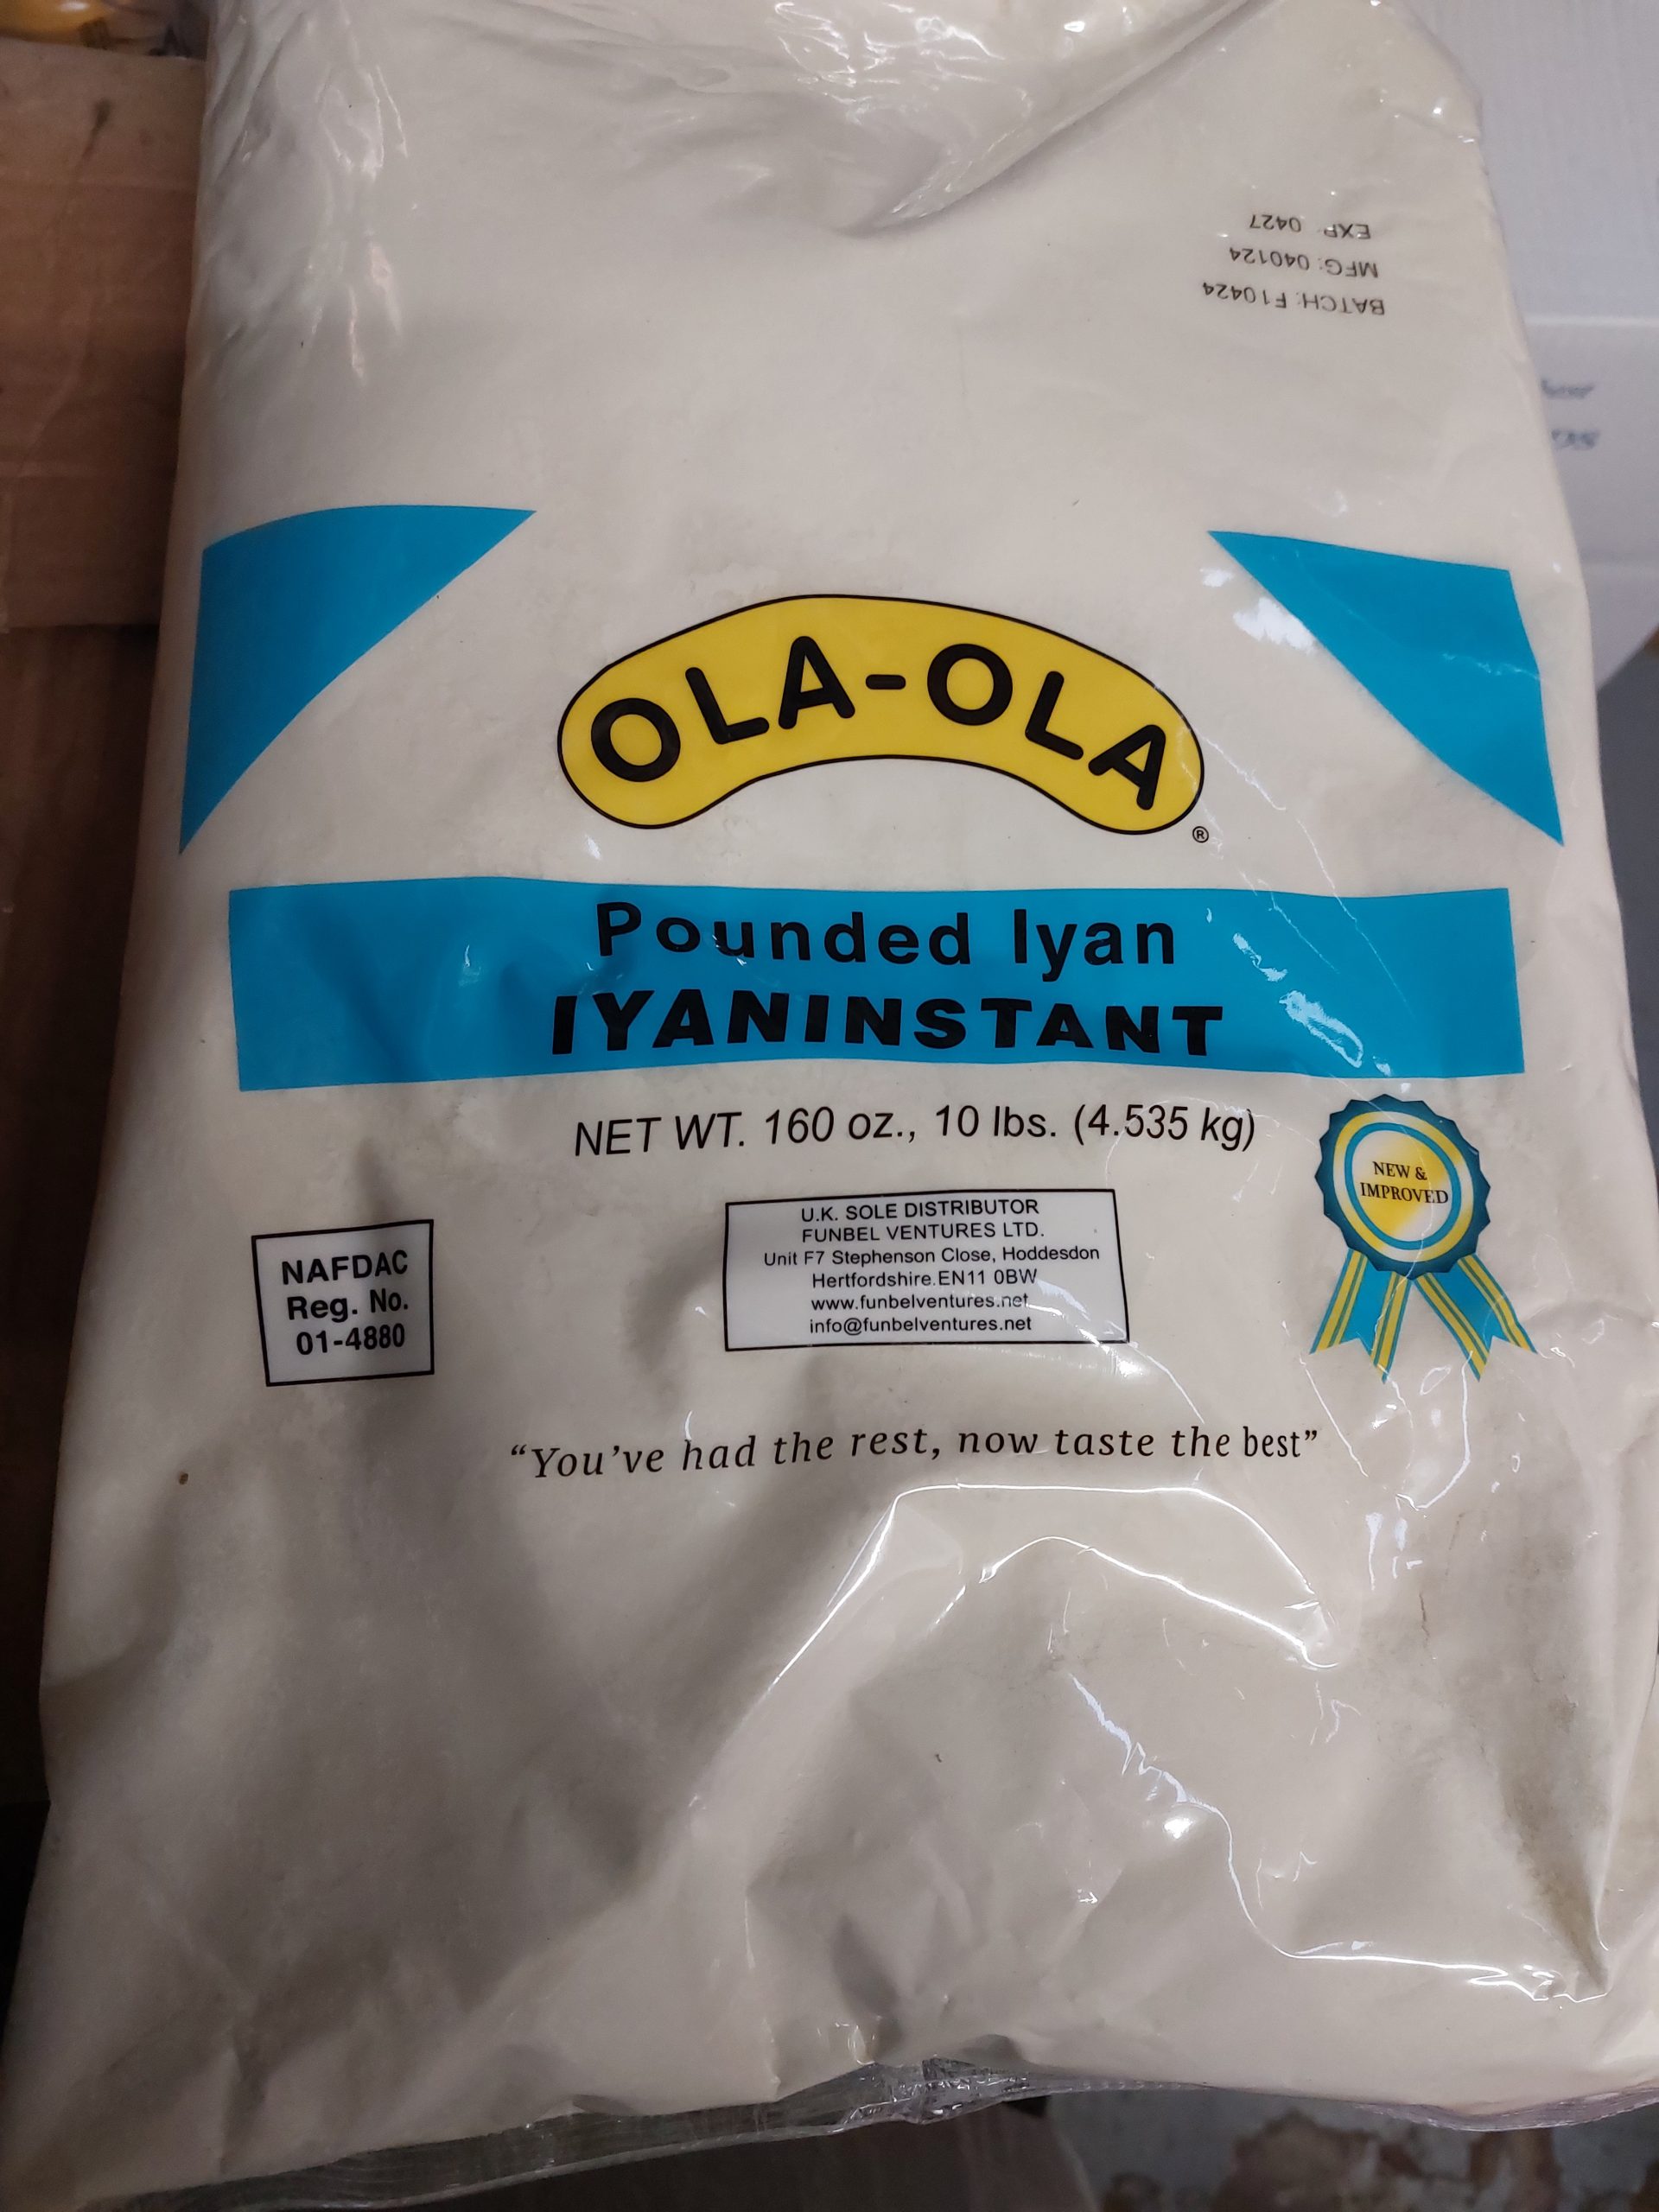 EXP 0427
MFG: 040124
BATCH: F10424
OLA-OLA
®
Pounded Iyan
IYANINSTANT
NET WT. 160 oz., 10 lbs. (4.535 kg)
NEW &
IMPROVED
NAFDAC
Reg. No.
01-4880
U.K. SOLE DISTRIBUTOR
FUNBEL VENTURES LTD.
Unit F7 Stephenson Close, Hoddesdon
Hertfordshire.EN11 0BW
www.funbelventures.net
info@funbelventures.net
“You’ve had the rest, now taste the best”